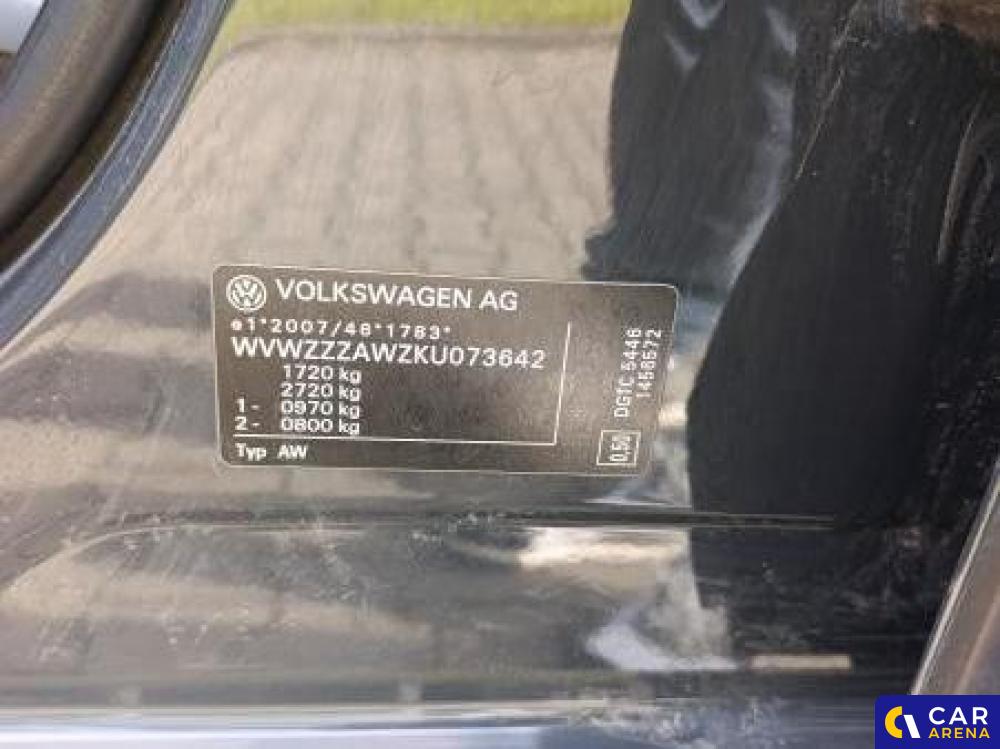 VOLKSWAGEN AG
e1*2007/46*1783*
WVWZZZAWZKU073642
1720 kg
2720 kg
1- 0970 kg
2- 0800 kg
Typ AW
DG1C 5446
1456572
0,50
CAR
ARENA